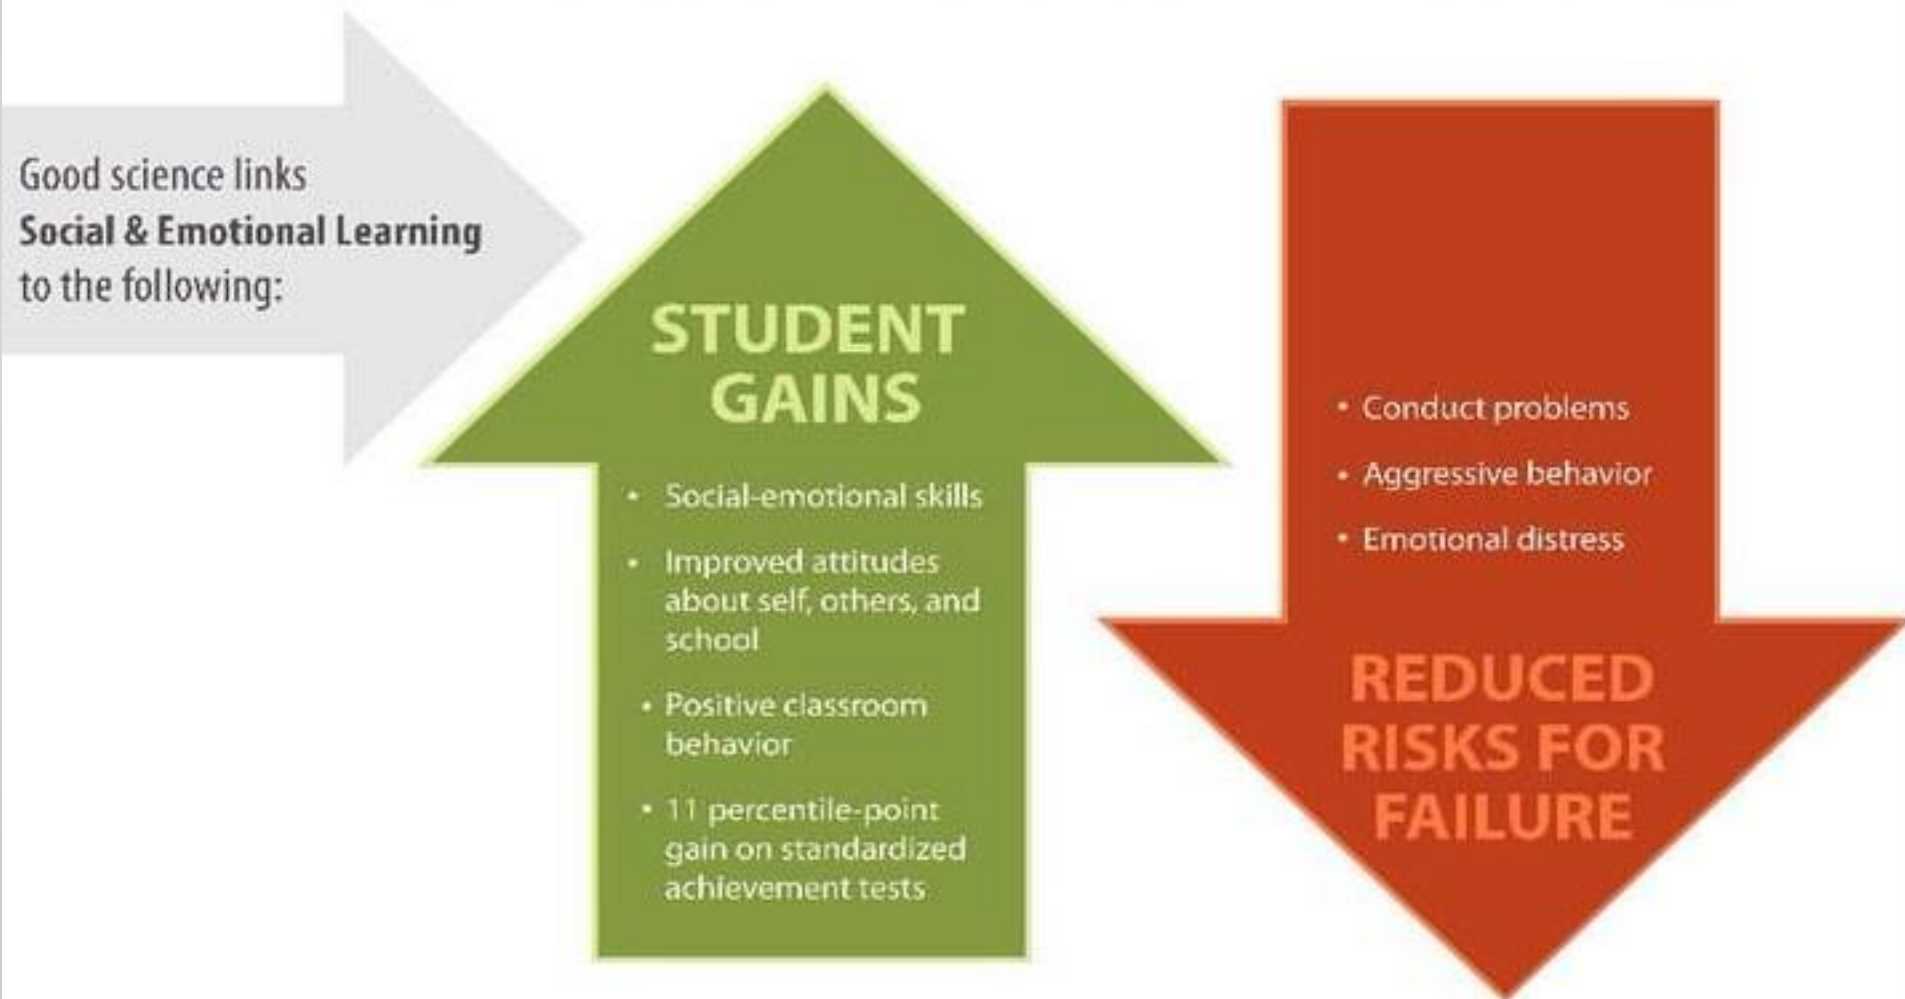 Good science links
Social & Emotional Learning
to the following:
STUDENT
GAINS
• Social-emotional skills
• Improved attitudes
about self, others, and
school
• Positive classroom
behavior
• 11 percentile-point
gain on standardized
achievement tests
• Conduct problems
• Aggressive behavior
• Emotional distress
REDUCED
RISKS FOR
FAILURE